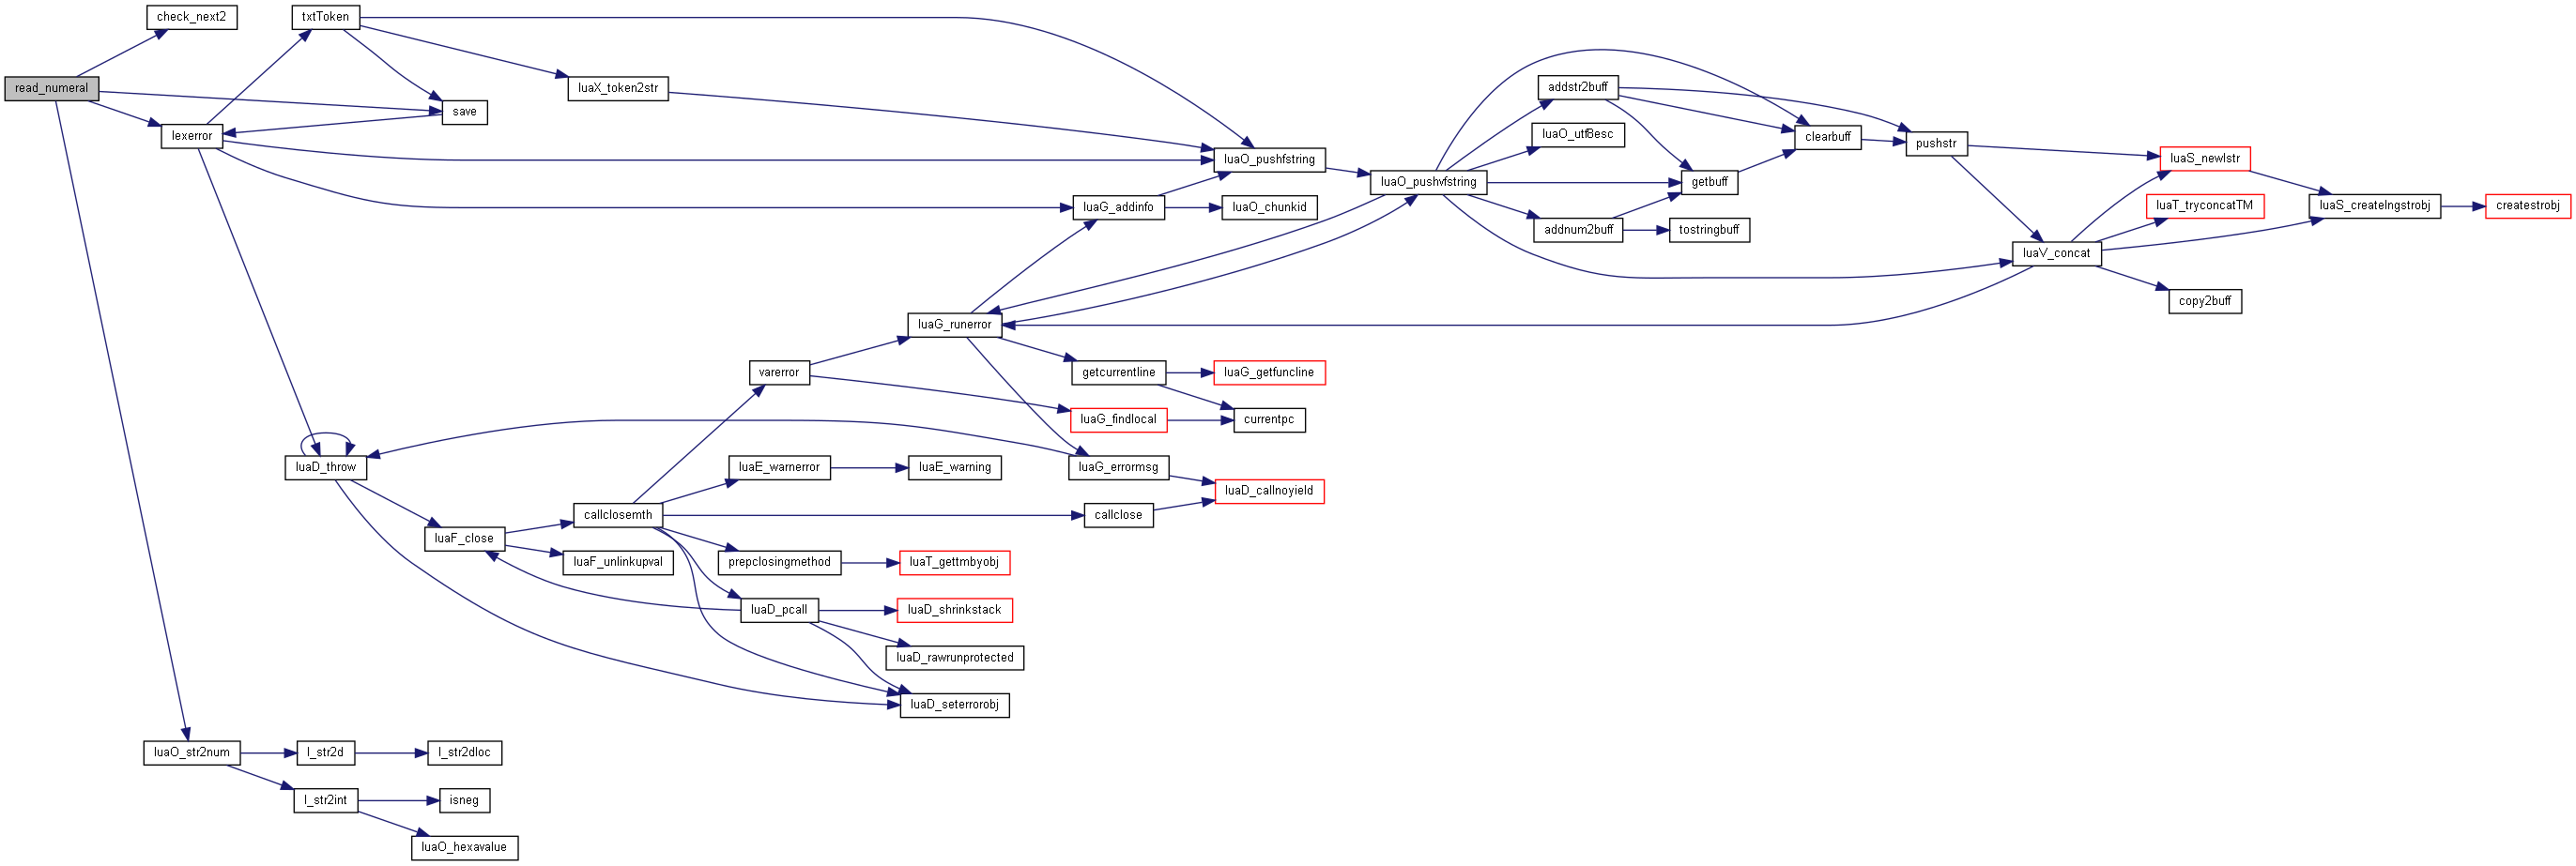 check_next2
txtToken
read_numeral
luaX_token2str
addstr2buff
save
lexerror
luaO_utf8esc
clearbuff
pushstr
luaO_pushfstring
luaS_newlstr
luaO_pushvfstring
getbuff
luaG_addinfo
luaO_chunkid
luaT_tryconcatTM
luaS_createlngstrobj
createstrobj
addnum2buff
tostringbuff
luaV_concat
copy2buff
luaG_runerror
varerror
getcurrentline
luaG_getfuncline
luaG_findlocal
currentpc
luaD_throw
luaE_warnerror
luaE_warning
luaG_errormsg
luaD_callnoyield
callclosemth
callclose
luaF_close
luaF_unlinkupval
prepclosingmethod
luaT_gettmbyobj
luaD_pcall
luaD_shrinkstack
luaD_rawrunprotected
luaD_seterrorobj
luaO_str2num
l_str2d
l_str2dloc
l_str2int
isneg
luaO_hexavalue